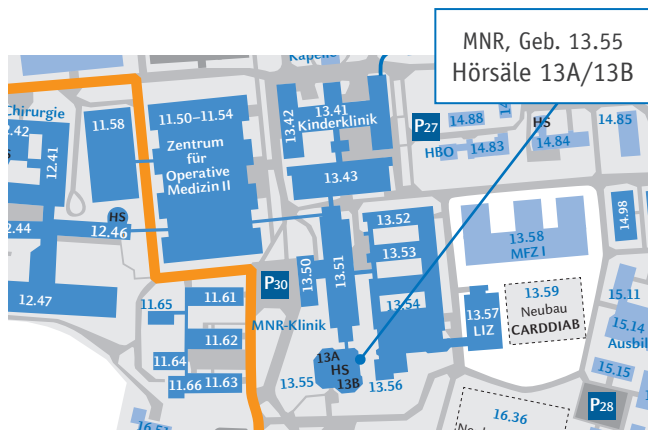 MNR, Geb. 13.55
Hörsäle 13A/13B
Kapelle
Chirurgie
12.42
12.41
11.58
11.50–11.54
Zentrum
für
Operative
Medizin II
13.42
13.41
Kinderklinik
13.43
P27
14.88
HS
14.85
HBO
14.83
14.84
HS
12.44
12.46
14.98
13.52
13.53
13.58
MFZ I
13.50
13.51
P30
13.54
13.59
Neubau
CARDDIAB
13.57
LIZ
15.11
15.14
Ausbil
15.15
P28
12.47
11.65
11.61
MNR-Klinik
11.62
11.64
11.66
11.63
13.55
13A
HS
13B
13.56
16.36